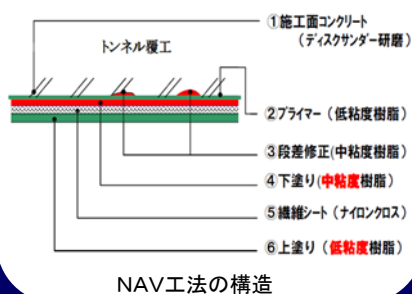 ①施工面コンクリート
（ディスクサンダー研磨）
トンネル覆工
②プライマー（低粘度樹脂）
③段差修正(中粘度樹脂）
④下塗り(中粘度樹脂）
⑤繊維シート（ナイロンクロス）
⑥上塗り（低粘度樹脂）
NAV工法の構造